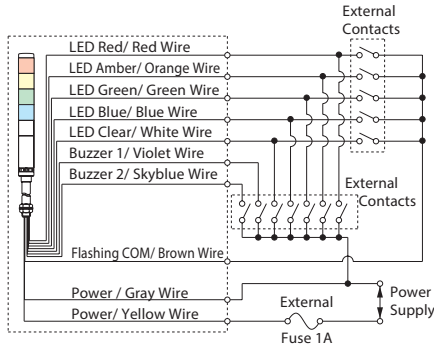 External
Contacts
LED Red/ Red Wire
LED Amber/ Orange Wire
LED Green/ Green Wire
LED Blue/ Blue Wire
LED Clear/ White Wire
Buzzer 1/ Violet Wire
Buzzer 2/ Skyblue Wire
External
Contacts
Flashing COM/ Brown Wire
Power / Gray Wire
Power/ Yellow Wire
External
Fuse 1A
Power
Supply